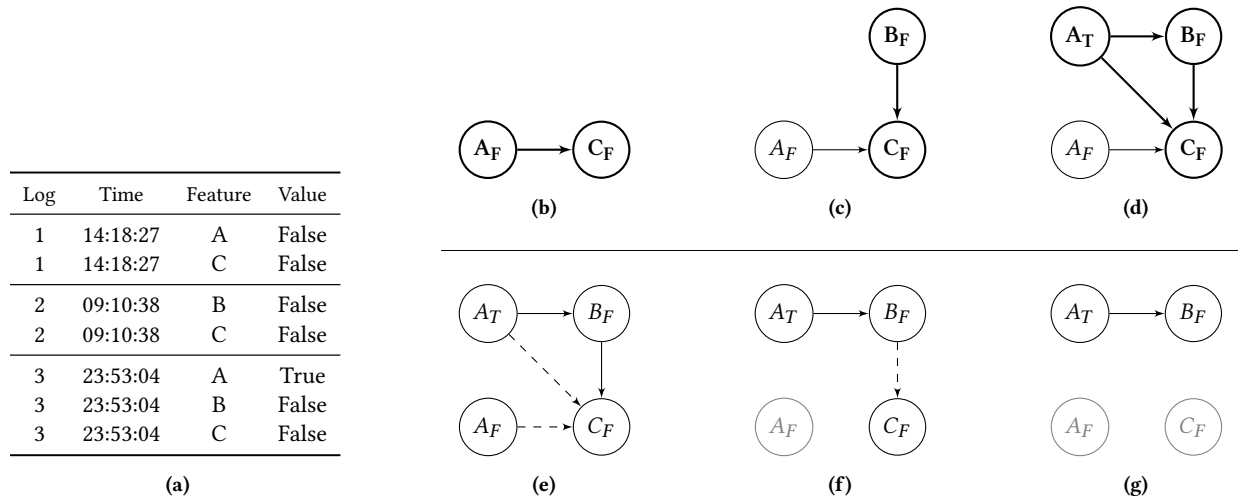 Log Time Feature Value
1 14:18:27 A False
1 14:18:27 C False
2 09:10:38 B False
2 09:10:38 C False
3 23:53:04 A True
3 23:53:04 B False
3 23:53:04 C False
(a)
A_F C_F
(b)
B_F
A_F C_F
(c)
A_T B_F
A_F C_F
(d)
A_T B_F
A_F C_F
(e)
A_T B_F
A_F C_F
(f)
A_T B_F
A_F C_F
(g)